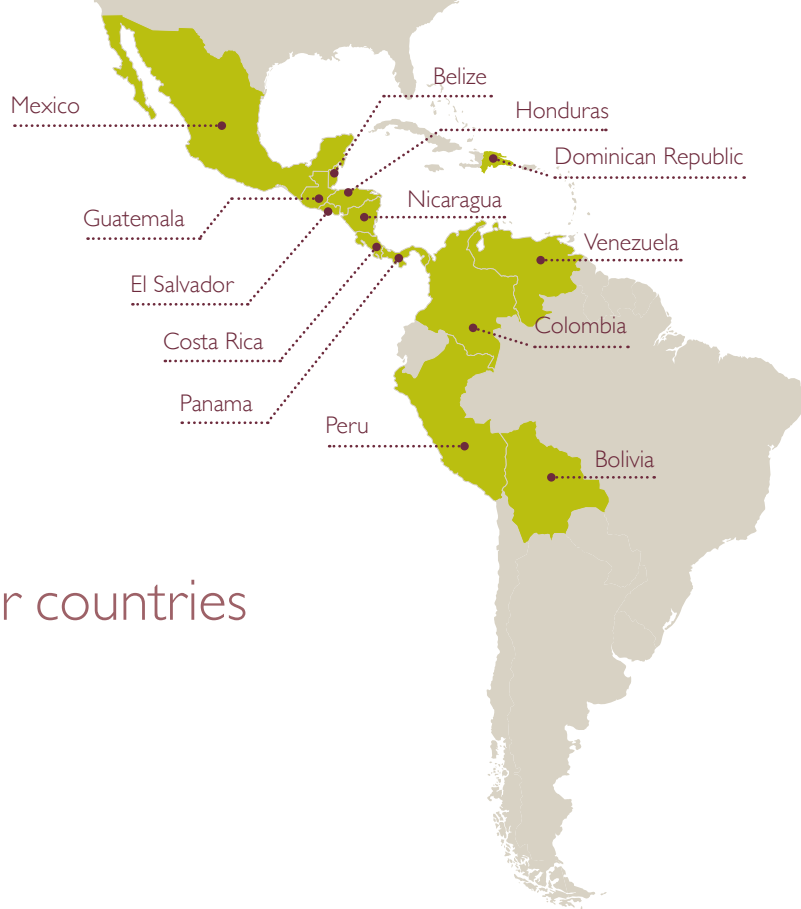 Belize
Mexico
Honduras
Dominican Republic
Guatemala
Nicaragua
Venezuela
El Salvador
Colombia
Costa Rica
Panama
Peru
Bolivia
r countries